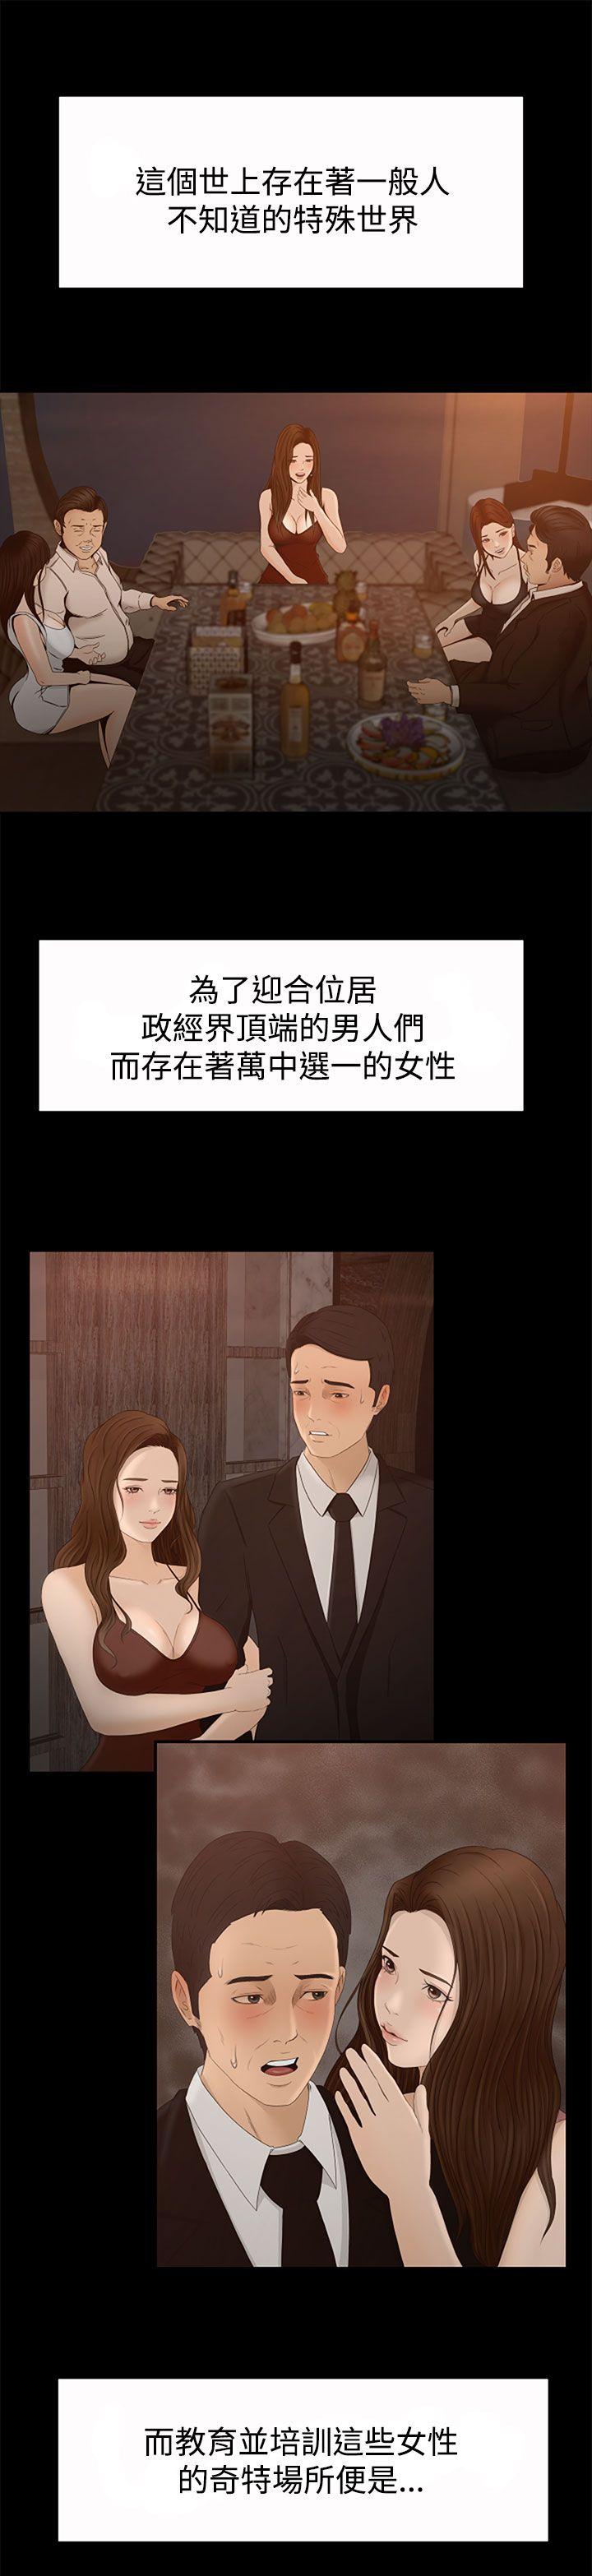 這個世上存在著一般人
不知道的特殊世界
為了迎合位居
政經界頂端的男人們
而存在著萬中選一的女性
而教育並培訓這些女性
的奇特場所便是…